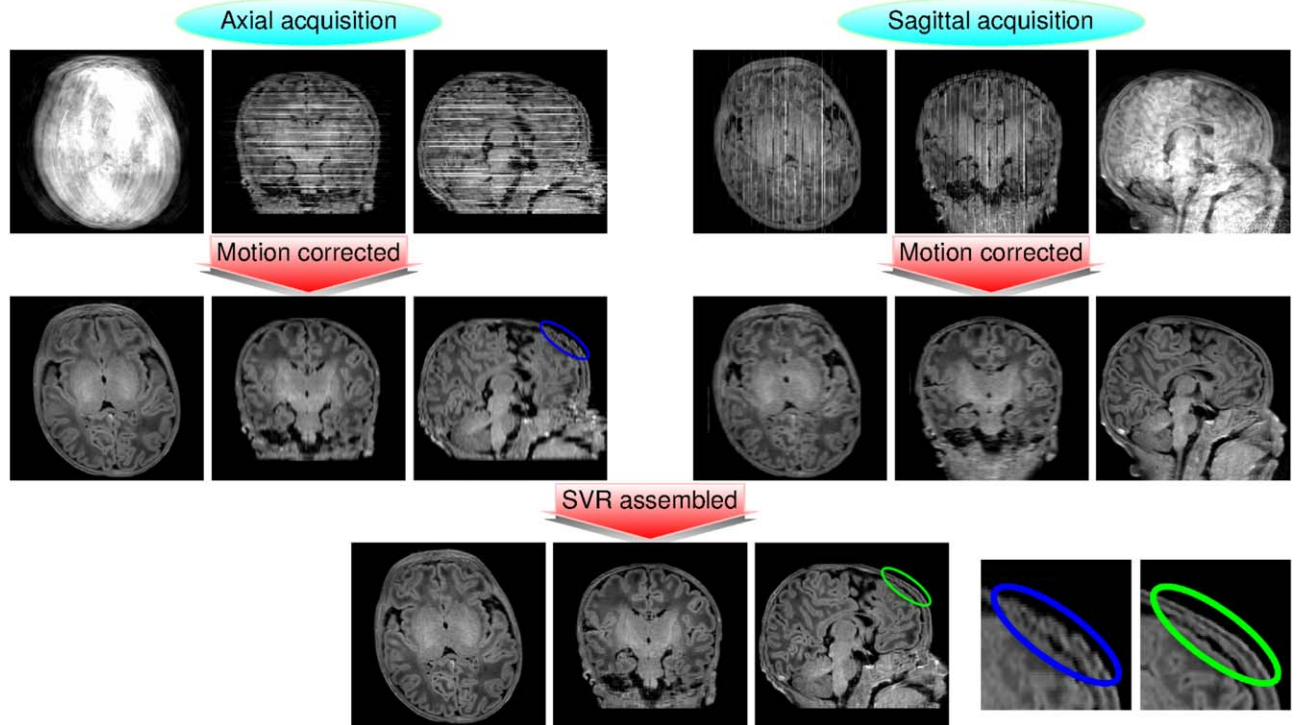 Axial acquisition
Sagittal acquisition
Motion corrected
Motion corrected
SVR assembled